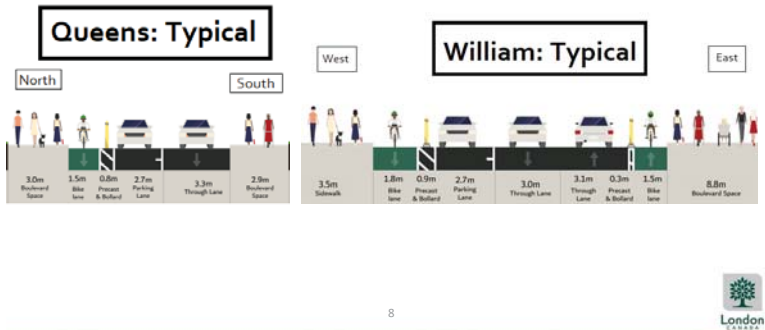 Queens: Typical
North
South
3.0m
Boulevard
Space
1.5m
Bike
lane
0.8m
Precast
& Bollard
2.7m
Parking
Lane
3.3m
Through Lane
2.9m
Boulevard
Space
William: Typical
West
East
3.5m
Sidewalk
1.8m
Bike
lane
0.9m
Precast
& Bollard
2.7m
Parking
Lane
3.0m
Through Lane
3.1m
Through
Lane
0.3m
Precast
& Bollard
1.5m
Bike
lane
8.8m
Boulevard Space
8
London
CANADA